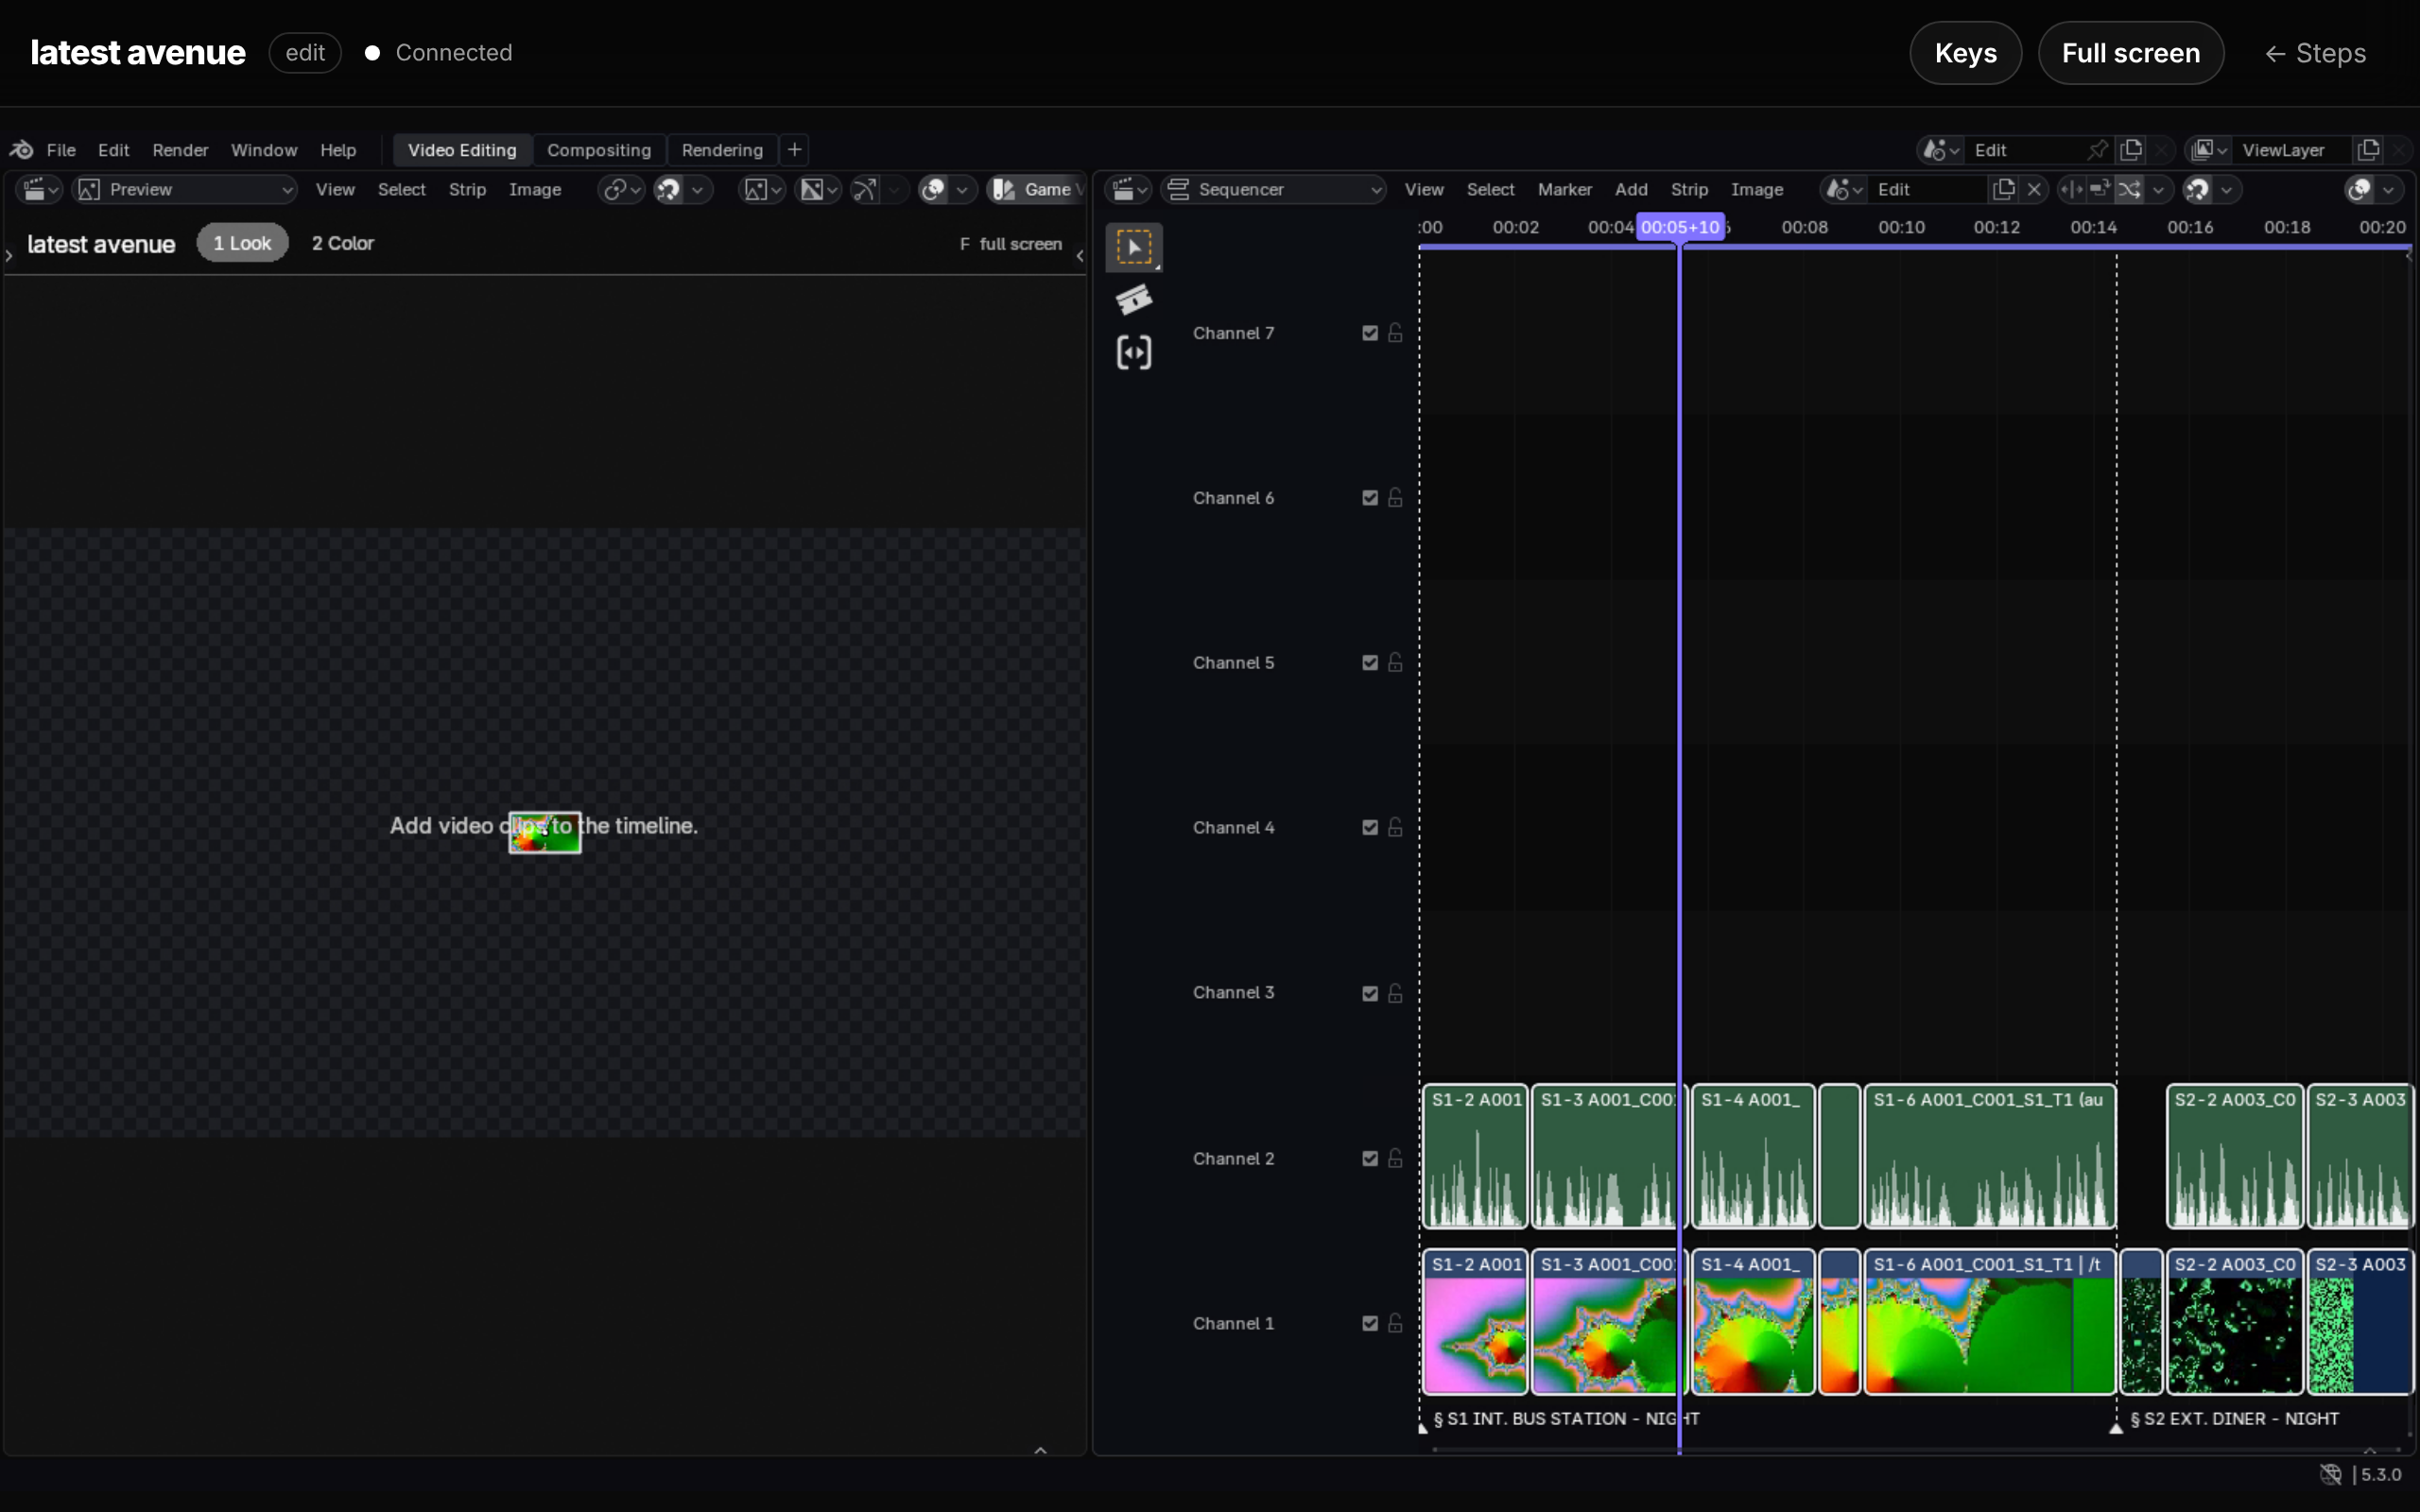 latest avenue edit Connected Keys Full screen ← Steps
File Edit Render Window Help Video Editing Compositing Rendering + Edit ViewLayer
Preview View Select Strip Image Game Sequencer View Select Marker Add Strip Image Edit
latest avenue 1 Look 2 Color F full screen
:00 00:02 00:04 00:05+10 00:08 00:10 00:12 00:14 00:16 00:18 00:20
Channel 7
Channel 6
Channel 5
Add video clips to the timeline.
Channel 4
Channel 3
S1-2 A001 S1-3 A001_C001 S1-4 A001_ S1-6 A001_C001_S1_T1 (au S2-2 A003_C0 S2-3 A003
Channel 2
S1-2 A001 S1-3 A001_C001 S1-4 A001_ S1-6 A001_C001_S1_T1 | /t S2-2 A003_C0 S2-3 A003
Channel 1
§ S1 INT. BUS STATION - NIGHT § S2 EXT. DINER - NIGHT
| 5.3.0